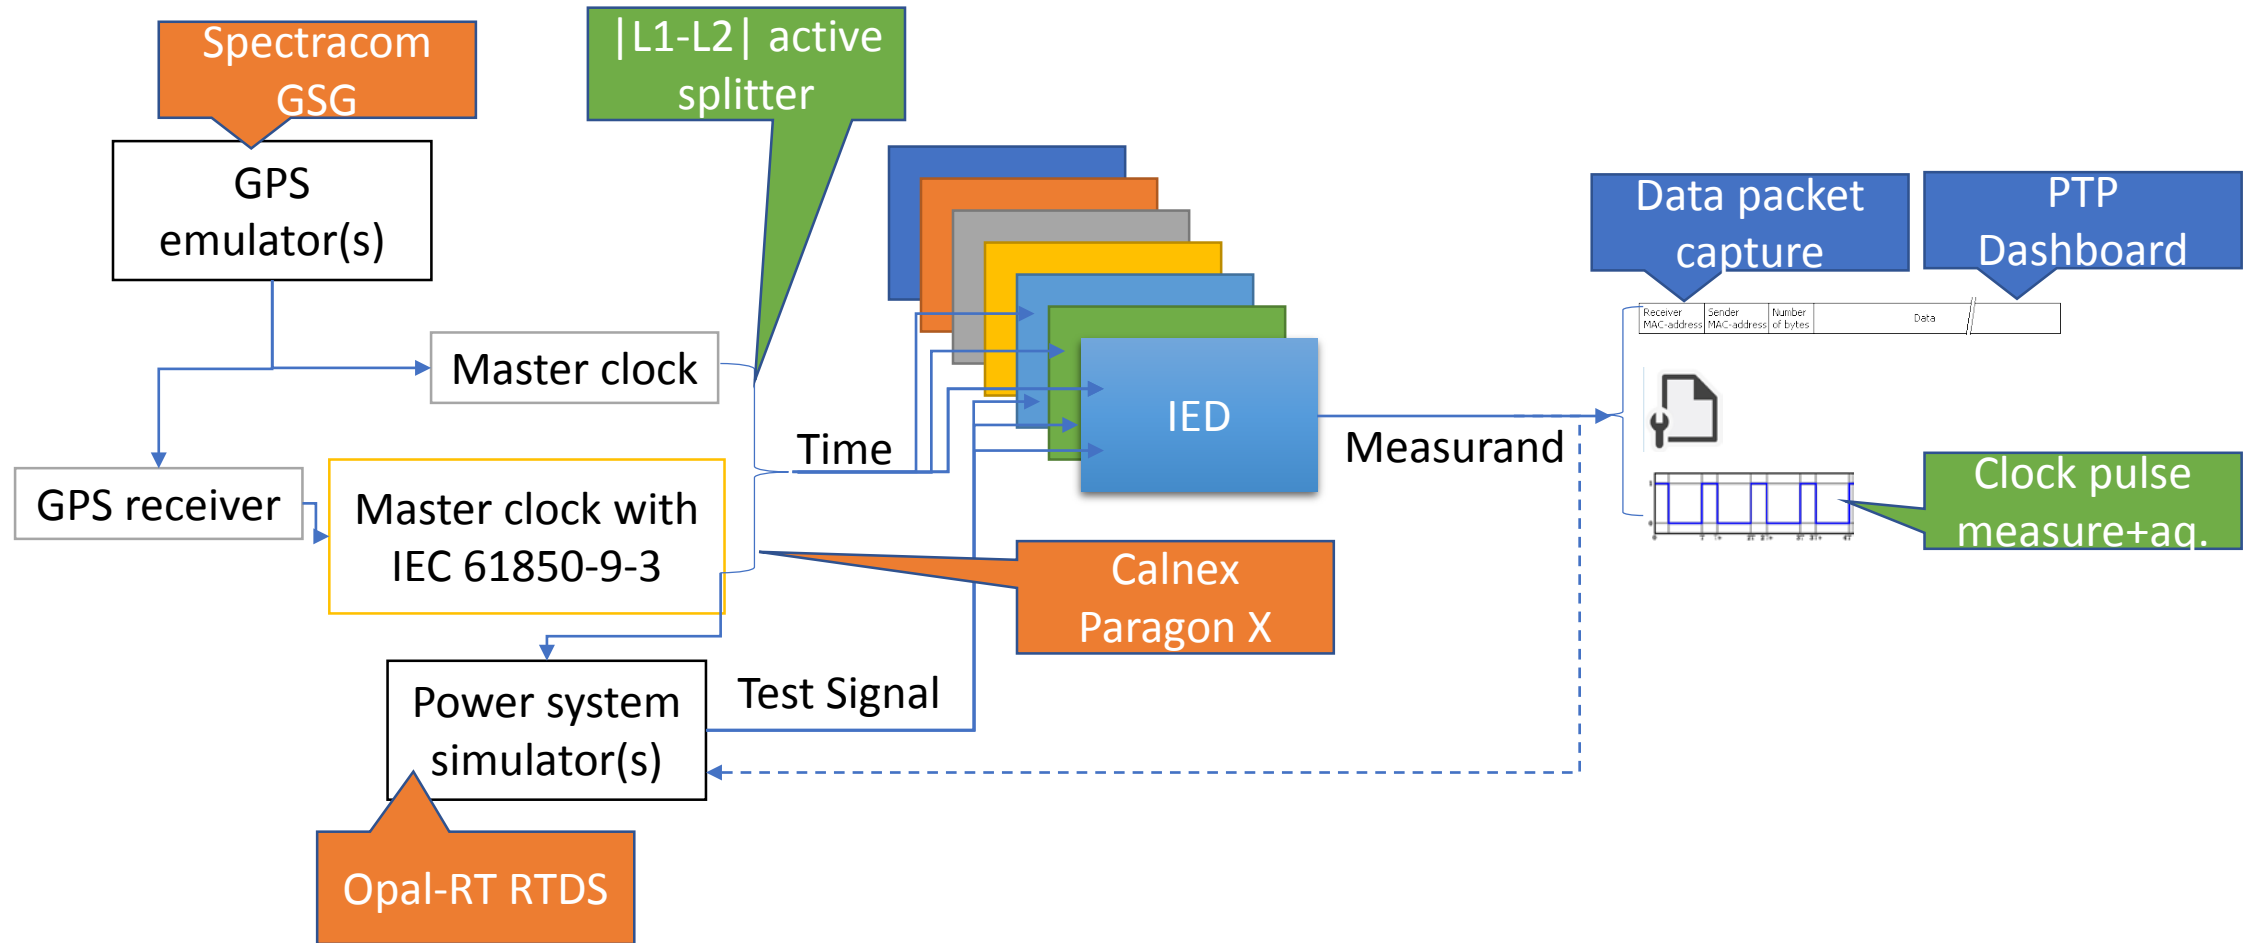 Spectracom
GSG
|L1-L2| active
splitter
GPS
emulator(s)
Data packet
capture
PTP
Dashboard
Receiver
MAC-address
Sender
MAC-address
Number
of bytes
Data
Master clock
IED
Time
Measurand
GPS receiver
Master clock with
IEC 61850-9-3
Clock pulse
measure+aq.
Calnex
Paragon X
Power system
simulator(s)
Test Signal
Opal-RT RTDS